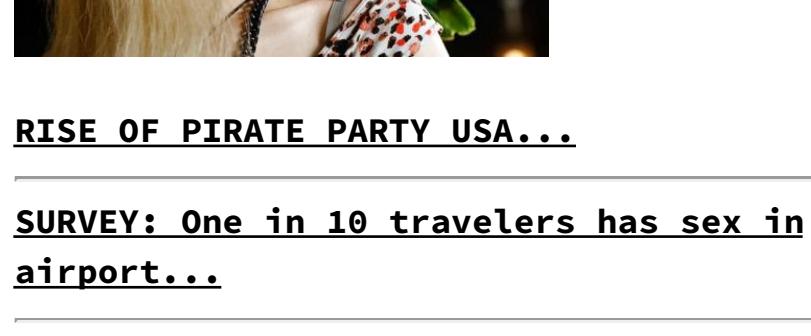 RISE OF PIRATE PARTY USA...
SURVEY: One in 10 travelers has sex in
airport...